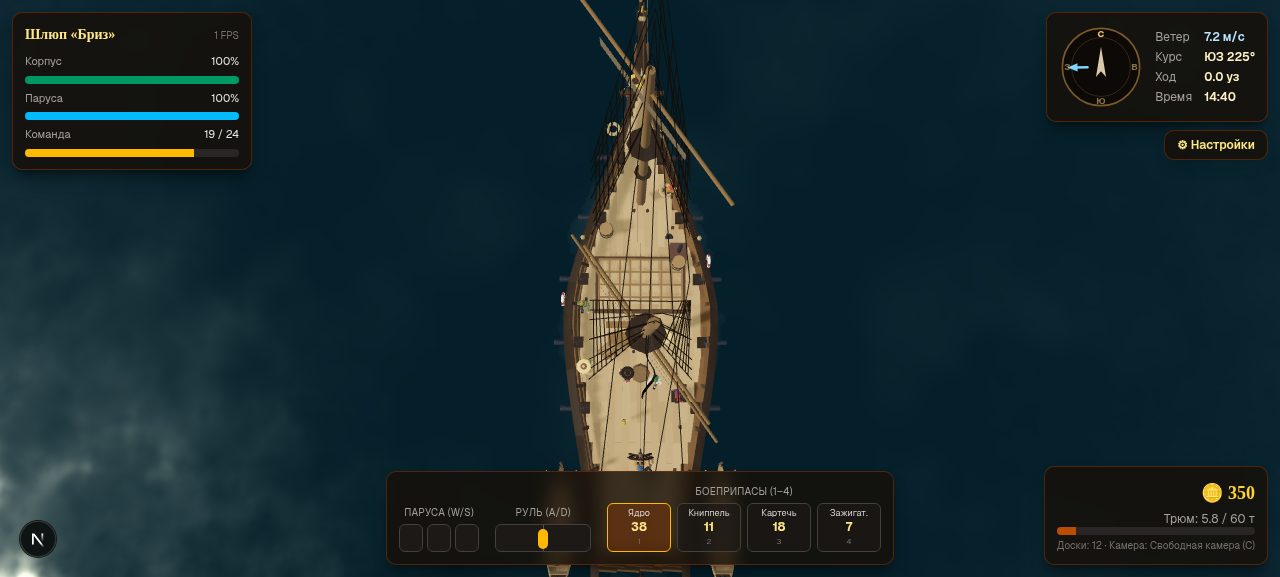 Шлюп «Бриз»
1 FPS
Корпус
100%
Паруса
100%
Команда
19 / 24
С
З
В
Ю
Ветер 7.2 м/с
Курс ЮЗ 225°
Ход 0.0 уз
Время 14:40
⚙ Настройки
ПАРУСА (W/S)
РУЛЬ (A/D)
БОЕПРИПАСЫ (1–4)
Ядро
38
1
Книппель
11
2
Картечь
18
3
Зажигат.
7
4
N
350
Трюм: 5.8 / 60 т
Доски: 12 · Камера: Свободная камера (C)